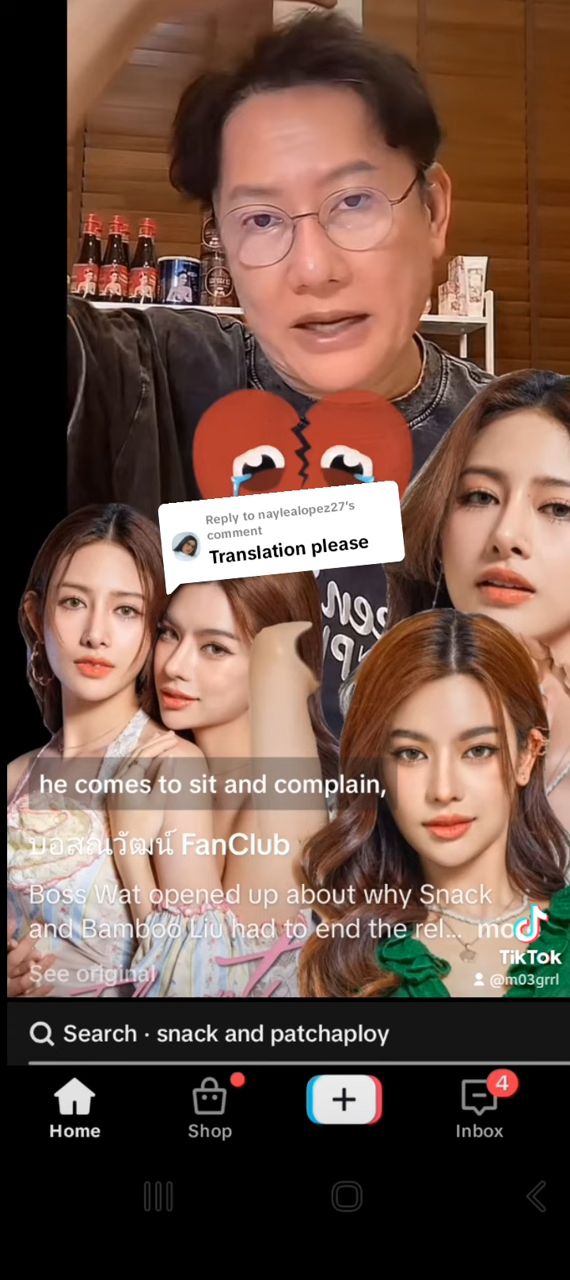 Reply to naylealopez27's
comment
Translation please
he comes to sit and complain,
บอสณวัฒน์ FanClub
Boss Wat opened up about why Snack
and Bamboo Liu had to end the rel... mo
See original
TikTok
@m03grrl
Search · snack and patchaploy
Home
Shop
4
Inbox